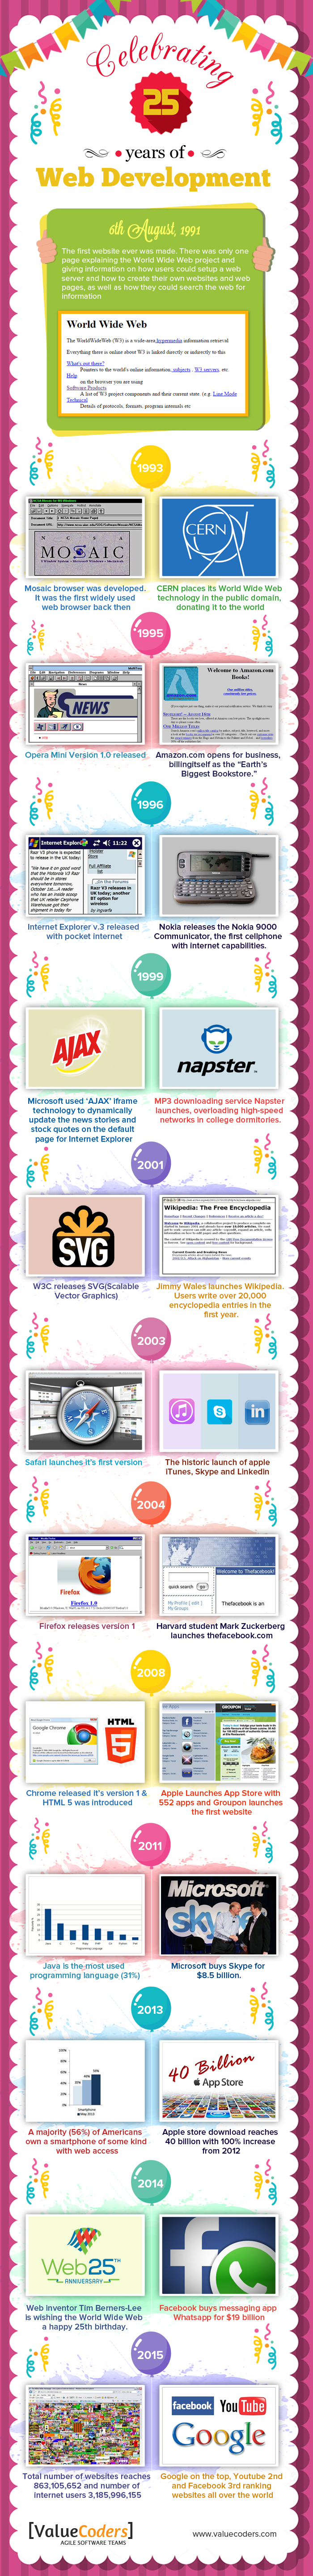 Celebrating
25
years of
Web Development
6th August, 1991
The first website ever was made. There was only one
page explaining the World Wide Web project and
giving information on how users could setup a web
server and how to create their own websites and web
pages, as well as how they could search the web for
information
World Wide Web
The WorldWideWeb (W3) is a wide-area hypermedia information retrieval
Everything there is online about W3 is linked directly or indirectly to this
What's out there?
Pointers to the world's online information, subjects , W3 servers, etc.
Help
on the browser you are using
Software Products
A list of W3 project components and their current state. (e.g. Line Mode
Technical
Details of protocols, formats, program internals etc
1993
NCSA
MOSAIC
CERN
Mosaic browser was developed.
It was the first widely used
web browser back then
CERN places its World Wide Web
technology in the public domain,
donating it to the world
1995
NEWS
Welcome to Amazon.com
Books!
Opera Mini Version 1.0 released
Amazon.com opens for business,
billingitself as the “Earth’s
Biggest Bookstore.”
1996
Internet Explorer
11:22
Internet Explorer v.3 released
with pocket internet
Nokia releases the Nokia 9000
Communicator, the first cellphone
with internet capabilities.
1999
AJAX
napster
Microsoft used ‘AJAX’ iframe
technology to dynamically
update the news stories and
stock quotes on the default
page for Internet Explorer
MP3 downloading service Napster
launches, overloading high-speed
networks in college dormitories.
2001
SVG
Wikipedia: The Free Encyclopedia
W3C releases SVG(Scalable
Vector Graphics)
Jimmy Wales launches Wikipedia.
Users write over 20,000
encyclopedia entries in the
first year.
2003
in
Safari launches it’s first version
The historic launch of apple
iTunes, Skype and Linkedin
2004
Firefox
Firefox 1.0
Welcome to Thefacebook!
quick search
go
My Profile [ edit ]
My Groups
Thefacebook is an
Firefox releases version 1
Harvard student Mark Zuckerberg
launches thefacebook.com
2008
Google Chrome
HTML
5
GROUPON
Chrome released it’s version 1 &
HTML 5 was introduced
Apple Launches App Store with
552 apps and Groupon launches
the first website
2011
Microsoft
sky
Java is the most used
programming language (31%)
Microsoft buys Skype for
$8.5 billion.
2013
100%
80%
60%
40%
20%
0%
Smartphone
40 Billion
App Store
A majority (56%) of Americans
own a smartphone of some kind
with web access
Apple store download reaches
40 billion with 100% increase
from 2012
2014
Web25TH
ANNIVERSARY
Web inventor Tim Berners-Lee
is wishing the World Wide Web
a happy 25th birthday.
Facebook buys messaging app
Whatsapp for $19 billion
2015
facebook
YouTube
Google
Total number of websites reaches
863,105,652 and number of
internet users 3,185,996,155
Google on the top, Youtube 2nd
and Facebook 3rd ranking
websites all over the world
[ValueCoders]
AGILE SOFTWARE TEAMS
www.valuecoders.com